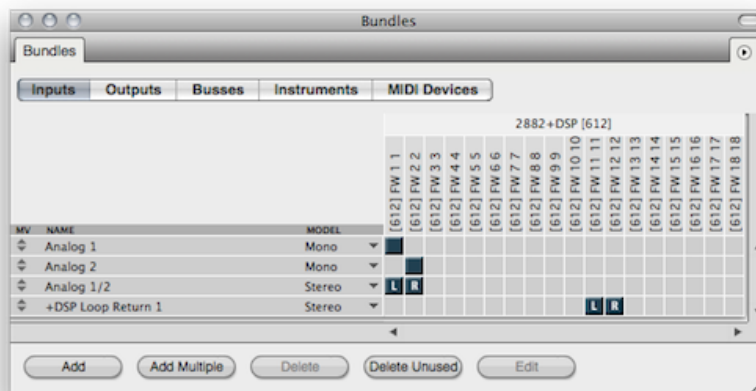 Bundles
Bundles
Inputs Outputs Busses Instruments MIDI Devices
2882+DSP [612]
[612] FW 1 1
[612] FW 2 2
[612] FW 3 3
[612] FW 4 4
[612] FW 5 5
[612] FW 6 6
[612] FW 7 7
[612] FW 8 8
[612] FW 9 9
[612] FW 10 10
[612] FW 11 11
[612] FW 12 12
[612] FW 13 13
[612] FW 14 14
[612] FW 15 15
[612] FW 16 16
[612] FW 17 17
[612] FW 18 18
MV NAME MODEL
Analog 1 Mono
Analog 2 Mono
Analog 1/2 Stereo L R
+DSP Loop Return 1 Stereo L R
Add Add Multiple Delete Delete Unused Edit